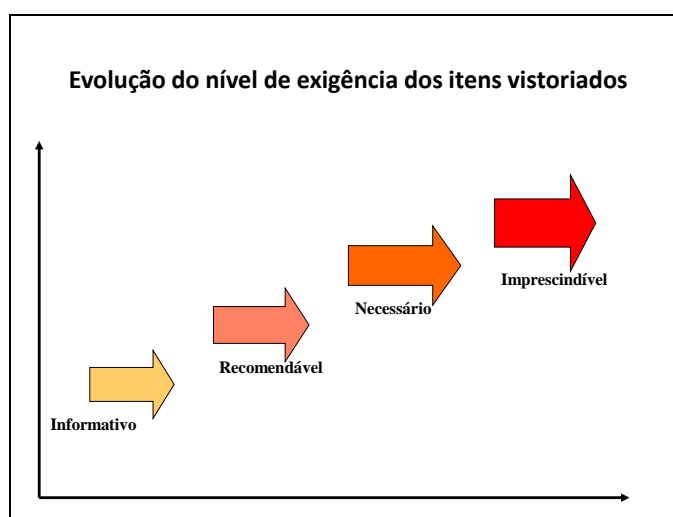 Evolução do nível de exigência dos itens vistoriados
Imprescindível
Necessário
Recomendável
Informativo